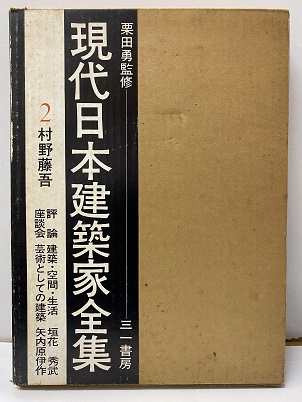 栗田勇監修
現代日本建築家全集
三一書房
2 村野藤吾
評論 建築・空間・生活 垣花秀武
座談会 芸術としての建築 矢内原伊作